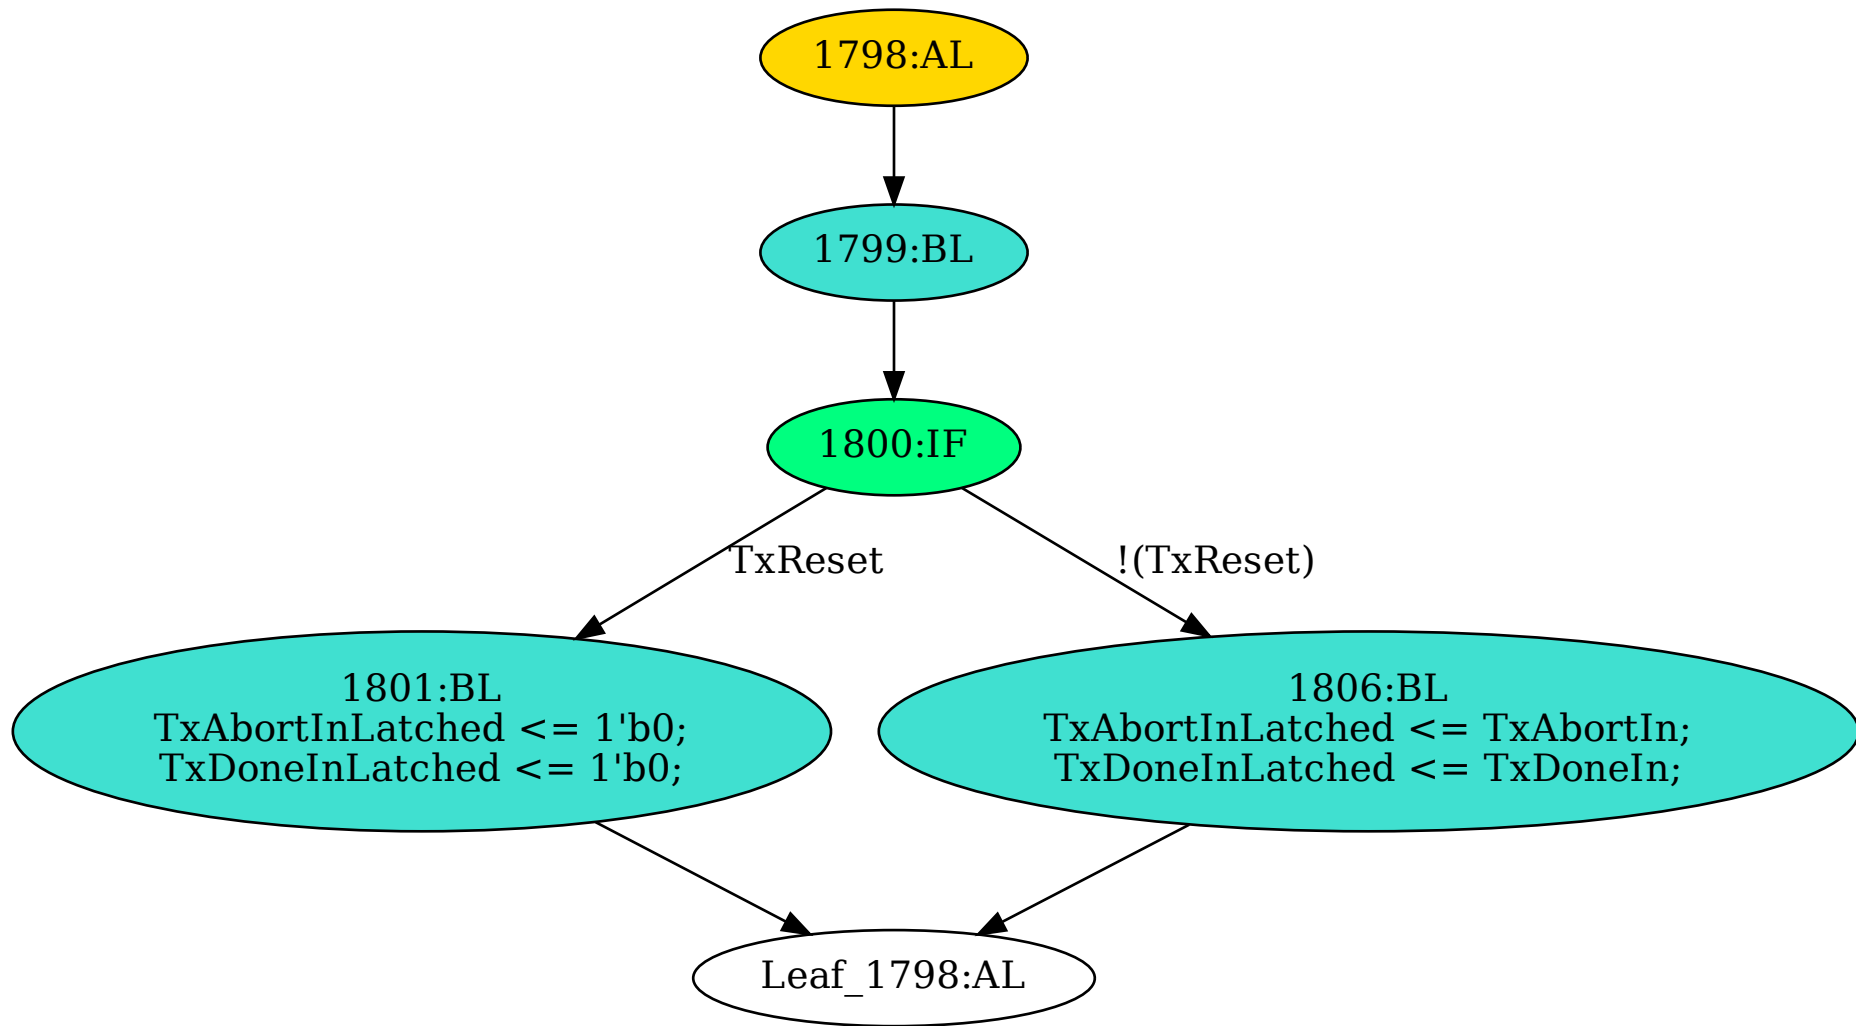 1798:AL
1799:BL
1800:IF
TxReset
!(TxReset)
1801:BL
TxAbortInLatched <= 1'b0;
TxDoneInLatched <= 1'b0;
1806:BL
TxAbortInLatched <= TxAbortIn;
TxDoneInLatched <= TxDoneIn;
Leaf_1798:AL